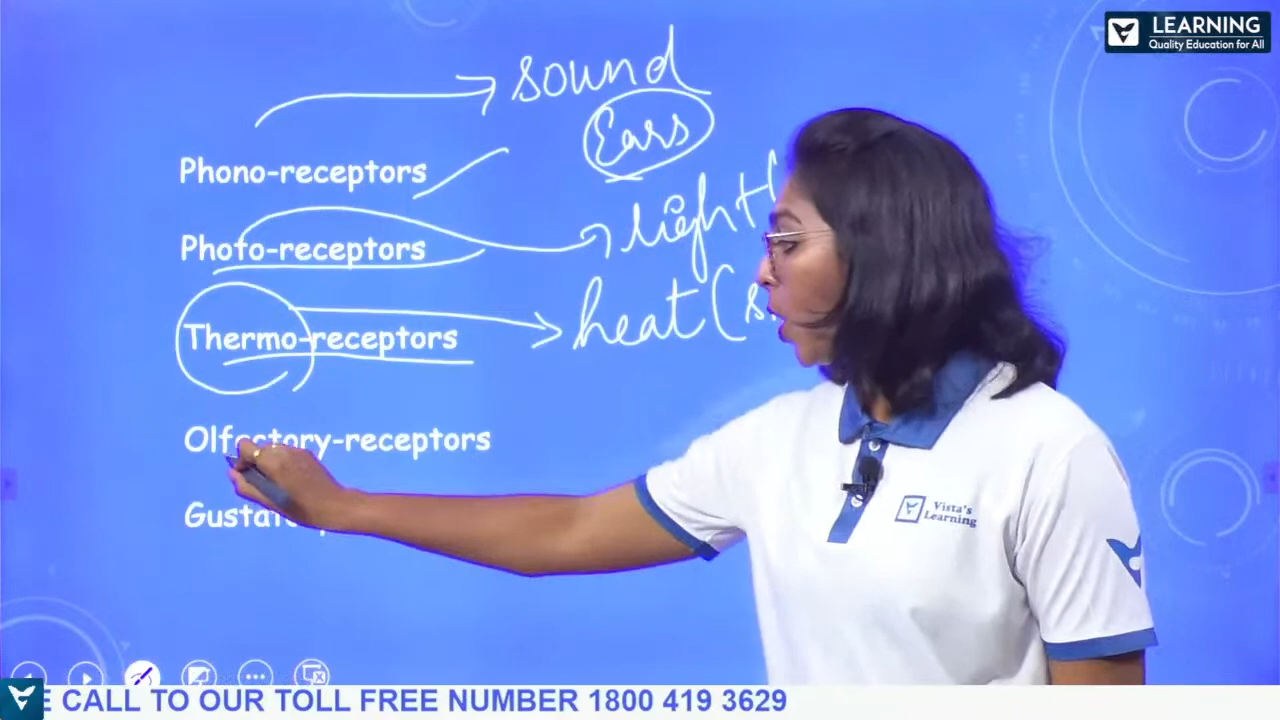 LEARNING
Quality Education for All
sound
Ears
Phono-receptors
light
Photo-receptors
heat (s
Thermo-receptors
Olfactory-receptors
Vista's
Learning
CALL TO OUR TOLL FREE NUMBER 1800 419 3629